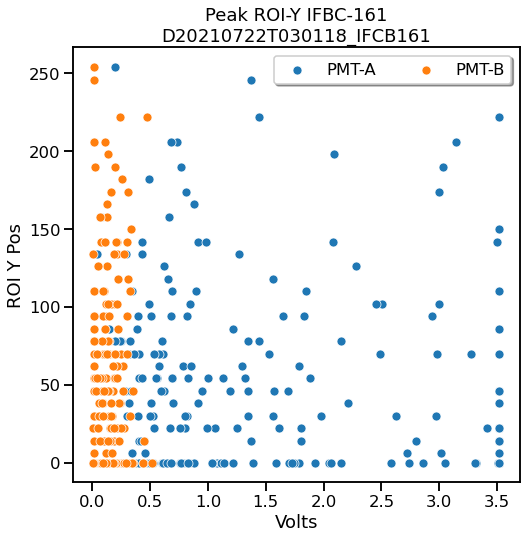 Peak ROI-Y IFBC-161
D20210722T030118_IFCB161
PMT-A PMT-B
ROI Y Pos
250
200
150
100
50
0
0.0 0.5 1.0 1.5 2.0 2.5 3.0 3.5
Volts